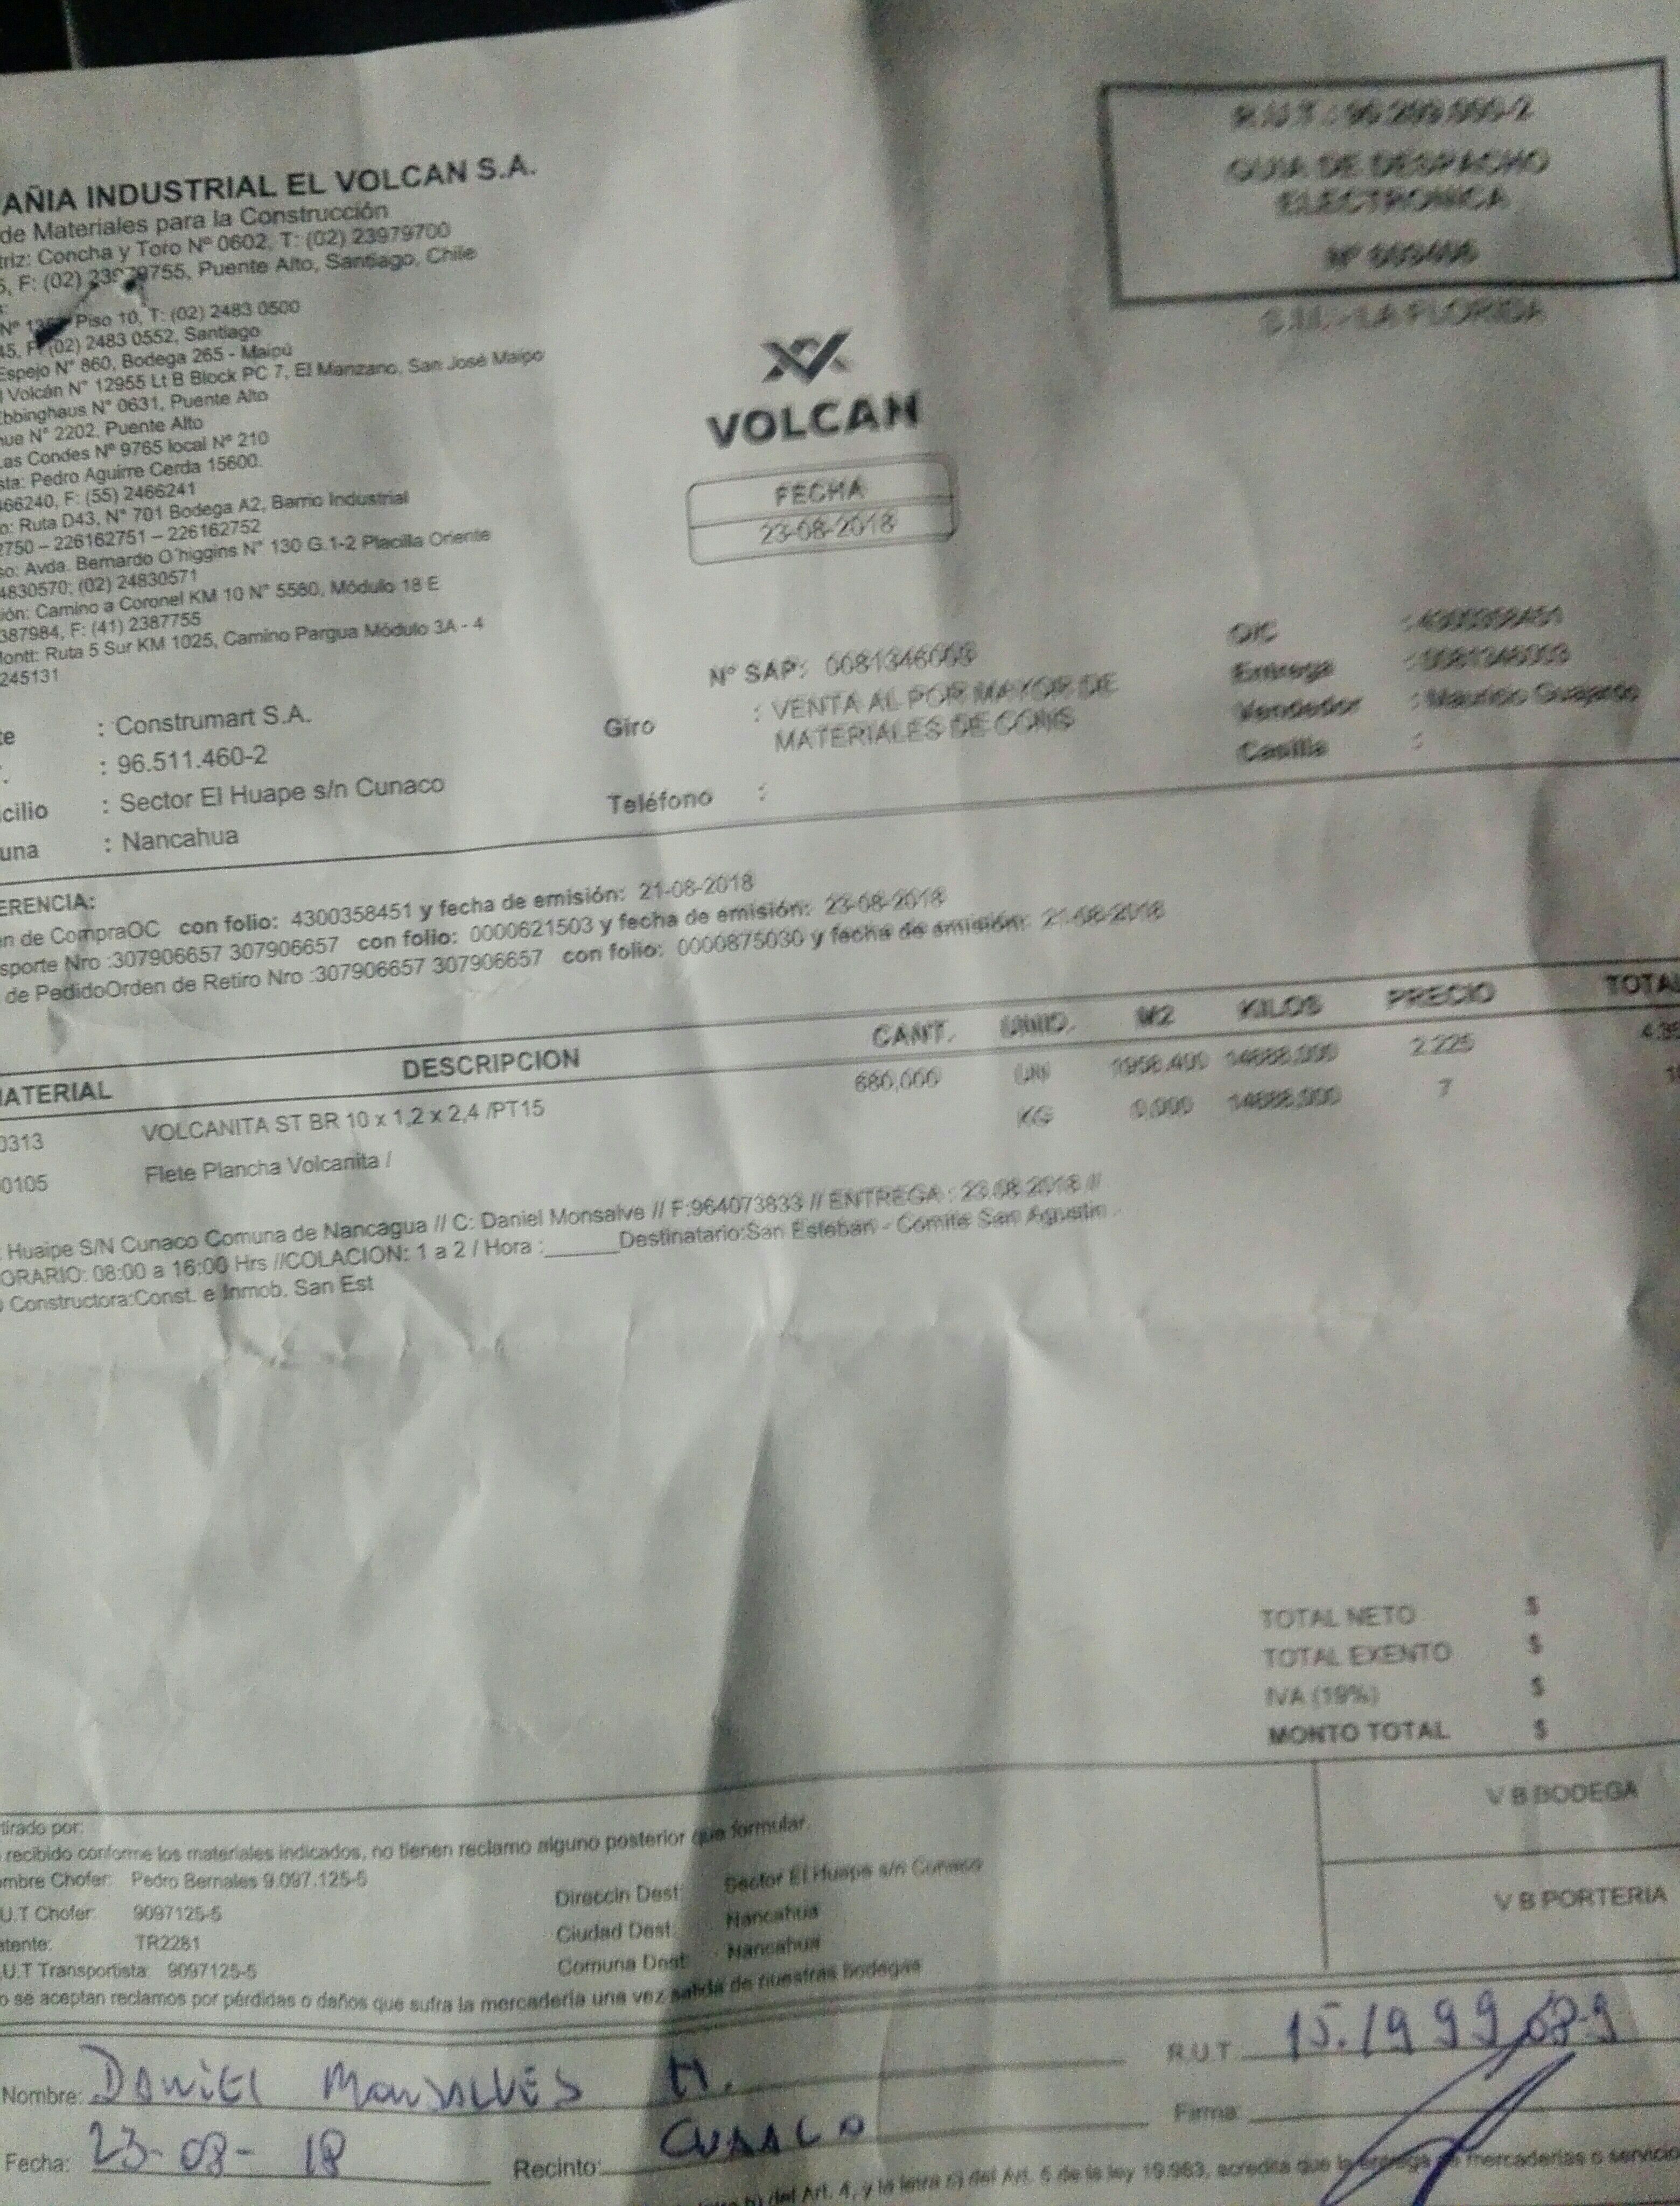 AÑIA INDUSTRIAL EL VOLCAN S.A.
de Materiales para la Construcción
triz: Concha y Toro Nº 0602, T: (02) 23979700
F: (02) 23979755, Puente Alto, Santiago, Chile
Piso 10, T: (02) 2483 0500
(02) 2483 0552, Santiago
Espejo N° 860, Bodega 265 - Maipú
Volcán N° 12955 Lt B Block PC 7, El Manzano, San José Maipo
bbinghaus N° 0631, Puente Alto
ue N° 2202, Puente Alto
as Condes Nº 9765 local Nº 210
sta: Pedro Aguirre Cerda 15600.
466240, F: (55) 2466241
o: Ruta D43, N° 701 Bodega A2, Barrio Industrial
2750 – 226162751 – 226162752
so: Avda. Bernardo O'higgins N° 130 G.1-2 Placilla Oriente
4830570; (02) 24830571
ión: Camino a Coronel KM 10 N° 5580, Módulo 18 E
387984, F: (41) 2387755
Montt: Ruta 5 Sur KM 1025, Camino Pargua Módulo 3A - 4
245131
GUIA DE DESPACHO
ELECTRONICA
S.I.I. - LA FLORIDA
VOLCAN
FECHA
23-08-2018
Nº SAP:
O/C
Entrega
Vendedor : Mauricio
Casilla :
te : Construmart S.A.
: 96.511.460-2
cilio : Sector El Huape s/n Cunaco
una : Nancahua
Giro : VENTA AL POR MAYOR DE
MATERIALES DE CONS
Teléfono :
ERENCIA:
n de CompraOC con folio: 4300358451 y fecha de emisión: 21-08-2018
sporte Nro :307906657 307906657 con folio: 0000621503 y fecha de emisión: 23-08-2018
de PedidoOrden de Retiro Nro :307906657 307906657 con folio: 0000875030 y fecha de emisión: 21-08-2018
MATERIAL DESCRIPCION CANT. UNID. M2 KILOS PRECIO TOTAL
0313 VOLCANITA ST BR 10 x 1,2 x 2,4 /PT15 680,000 UN 1958,400 14688,000 2.225
0105 Flete Plancha Volcanita / KG 0,000 14688,000 7
Huaipe S/N Cunaco Comuna de Nancagua // C: Daniel Monsalve // F:964073833 // ENTREGA : 23.08.2018 //
ORARIO: 08:00 a 16:00 Hrs //COLACION: 1 a 2 / Hora :______Destinatario:San Esteban - Comite San Agustin
Constructora:Const. e Inmob. San Est
TOTAL NETO $
TOTAL EXENTO $
IVA (19%) $
MONTO TOTAL $
V B BODEGA
V B PORTERIA
tirado por:
recibido conforme los materiales indicados, no tienen reclamo alguno posterior que formular.
mbre Chofer: Pedro Bernales 9.097.125-5
U.T Chofer: 9097125-5
atente: TR2281
U.T Transportista: 9097125-5
Direccin Dest: Sector El Huape s/n Cunaco
Ciudad Dest: Nancahua
Comuna Dest: Nancahua
o se aceptan reclamos por pérdidas o daños que sufra la mercadería una vez salida de nuestras bodegas
Nombre: DANIEL MONSALVES M.
R.U.T.
Fecha: 23-08-18
Recinto: CUNACO
Firma:
del Art. 4, y la letra c) del Art. 5 de la ley 19.983, acredita que la entrega de mercaderías o servicio